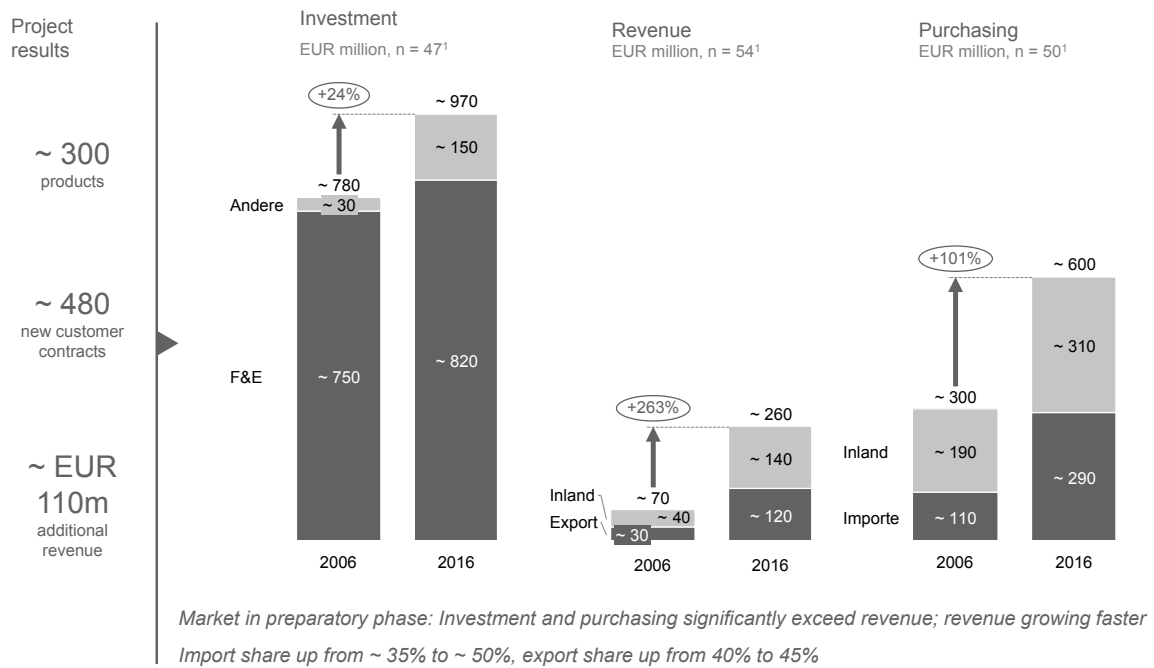 Project
results
~ 300
products
~ 480
new customer
contracts
~ EUR
110m
additional
revenue
Investment
EUR million, n = 47¹
+24%
~ 970
~ 150
~ 780
Andere
~ 30
F&E
~ 750
~ 820
2006
2016
Revenue
EUR million, n = 54¹
+263%
~ 260
~ 140
~ 70
Inland
~ 40
Export
~ 30
~ 120
2006
2016
Purchasing
EUR million, n = 50¹
+101%
~ 600
~ 310
~ 300
Inland
~ 190
~ 290
Importe
~ 110
2006
2016
Market in preparatory phase: Investment and purchasing significantly exceed revenue; revenue growing faster
Import share up from ~ 35% to ~ 50%, export share up from 40% to 45%